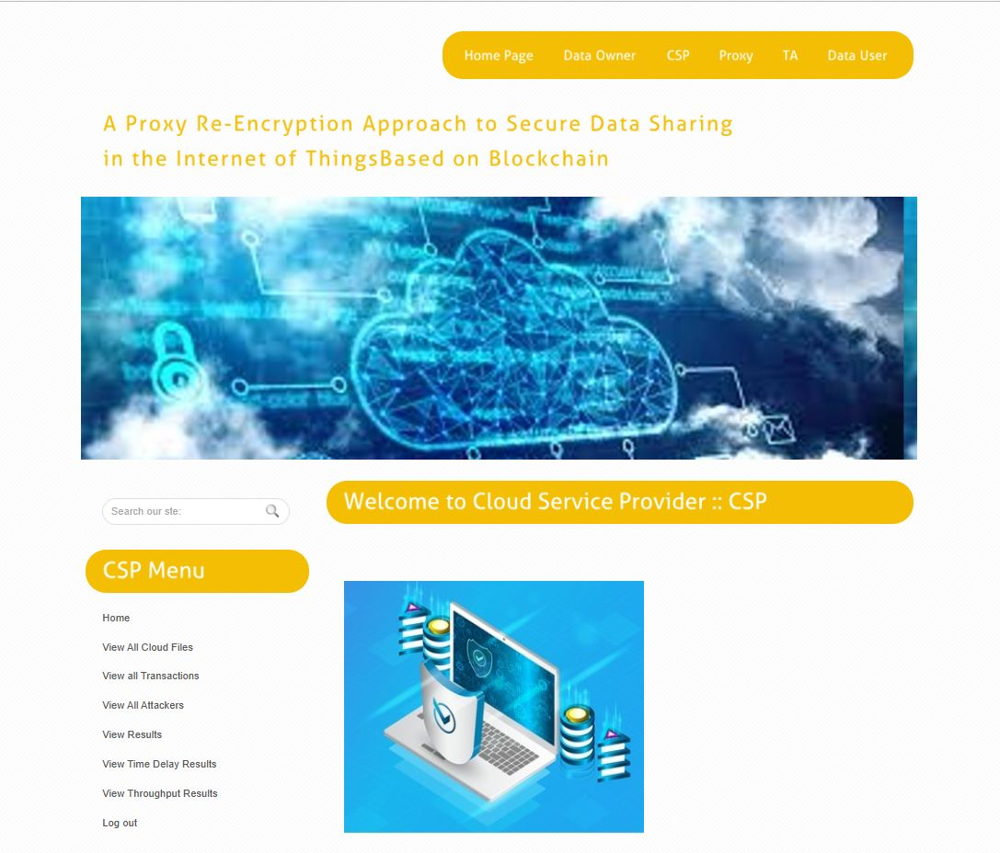 Home Page Data Owner CSP Proxy TA Data User
A Proxy Re-Encryption Approach to Secure Data Sharing
in the Internet of ThingsBased on Blockchain
Welcome to Cloud Service Provider :: CSP
Search our ste:
CSP Menu
Home
View All Cloud Files
View all Transactions
View All Attackers
View Results
View Time Delay Results
View Throughput Results
Log out